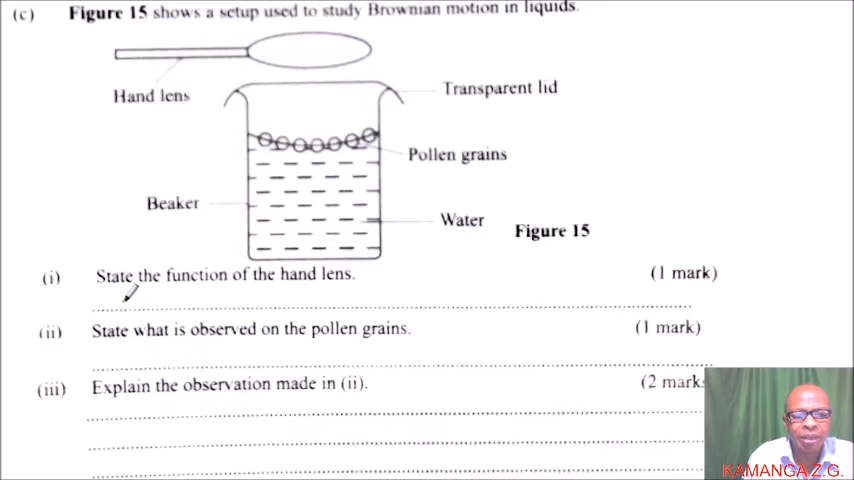 (c) Figure 15 shows a setup used to study Brownian motion in liquids.
Hand lens
Transparent lid
Pollen grains
Beaker
Water
Figure 15
(i) State the function of the hand lens. (1 mark)
(ii) State what is observed on the pollen grains. (1 mark)
(iii) Explain the observation made in (ii). (2 marks
KAMANGA Z.G.